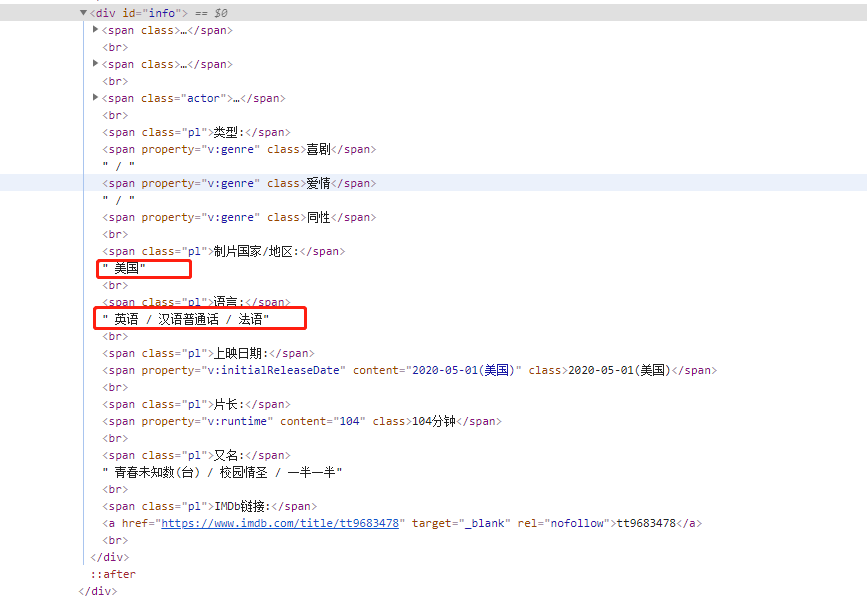 ▼<div id="info"> == $0
▶<span class>…</span>
<br>
▶<span class>…</span>
<br>
▶<span class="actor">…</span>
<br>
<span class="pl">类型:</span>
<span property="v:genre" class>喜剧</span>
" / "
<span property="v:genre" class>爱情</span>
" / "
<span property="v:genre" class>同性</span>
<br>
<span class="pl">制片国家/地区:</span>
" 美国"
<br>
<span class="pl">语言:</span>
" 英语 / 汉语普通话 / 法语"
<br>
<span class="pl">上映日期:</span>
<span property="v:initialReleaseDate" content="2020-05-01(美国)" class>2020-05-01(美国)</span>
<br>
<span class="pl">片长:</span>
<span property="v:runtime" content="104" class>104分钟</span>
<br>
<span class="pl">又名:</span>
" 青春未知数(台) / 校园情圣 / 一半一半"
<br>
<span class="pl">IMDb链接:</span>
<a href="https://www.imdb.com/title/tt9683478" target="_blank" rel="nofollow">tt9683478</a>
<br>
</div>
::after
</div>